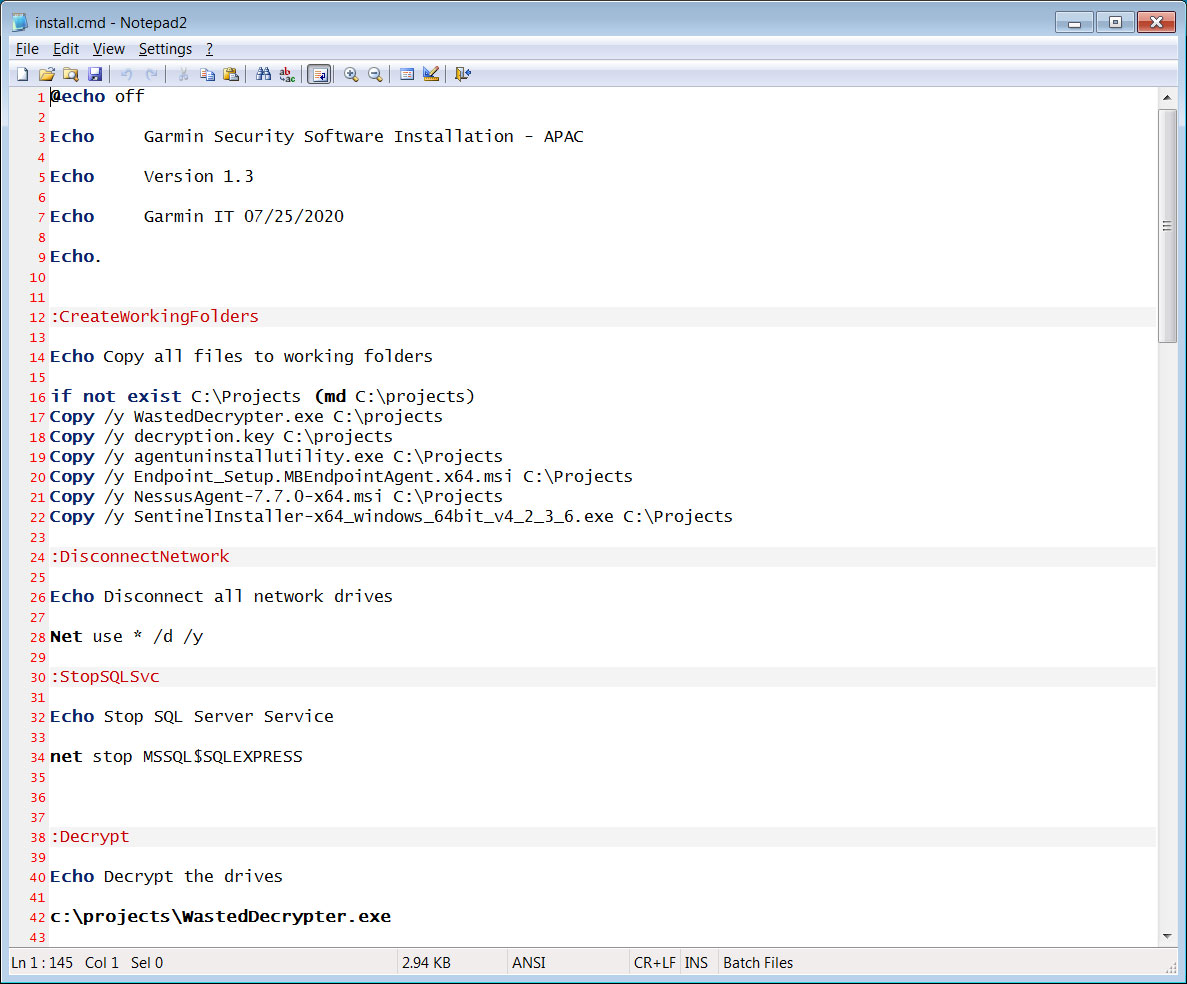 install.cmd - Notepad2
File Edit View Settings ?
1 @echo off
2
3 Echo Garmin Security Software Installation - APAC
4
5 Echo Version 1.3
6
7 Echo Garmin IT 07/25/2020
8
9 Echo.
10
11
12 :CreateWorkingFolders
13
14 Echo Copy all files to working folders
15
16 if not exist C:\Projects (md C:\projects)
17 Copy /y WastedDecrypter.exe C:\projects
18 Copy /y decryption.key C:\projects
19 Copy /y agentuninstallutility.exe C:\Projects
20 Copy /y Endpoint_Setup.MBEndpointAgent.x64.msi C:\Projects
21 Copy /y NessusAgent-7.7.0-x64.msi C:\Projects
22 Copy /y SentinelInstaller-x64_windows_64bit_v4_2_3_6.exe C:\Projects
23
24 :DisconnectNetwork
25
26 Echo Disconnect all network drives
27
28 Net use * /d /y
29
30 :StopSQLSvc
31
32 Echo Stop SQL Server Service
33
34 net stop MSSQL$SQLEXPRESS
35
36
37
38 :Decrypt
39
40 Echo Decrypt the drives
41
42 c:\projects\WastedDecrypter.exe
43
Ln 1 : 145 Col 1 Sel 0 2.94 KB ANSI CR+LF INS Batch Files